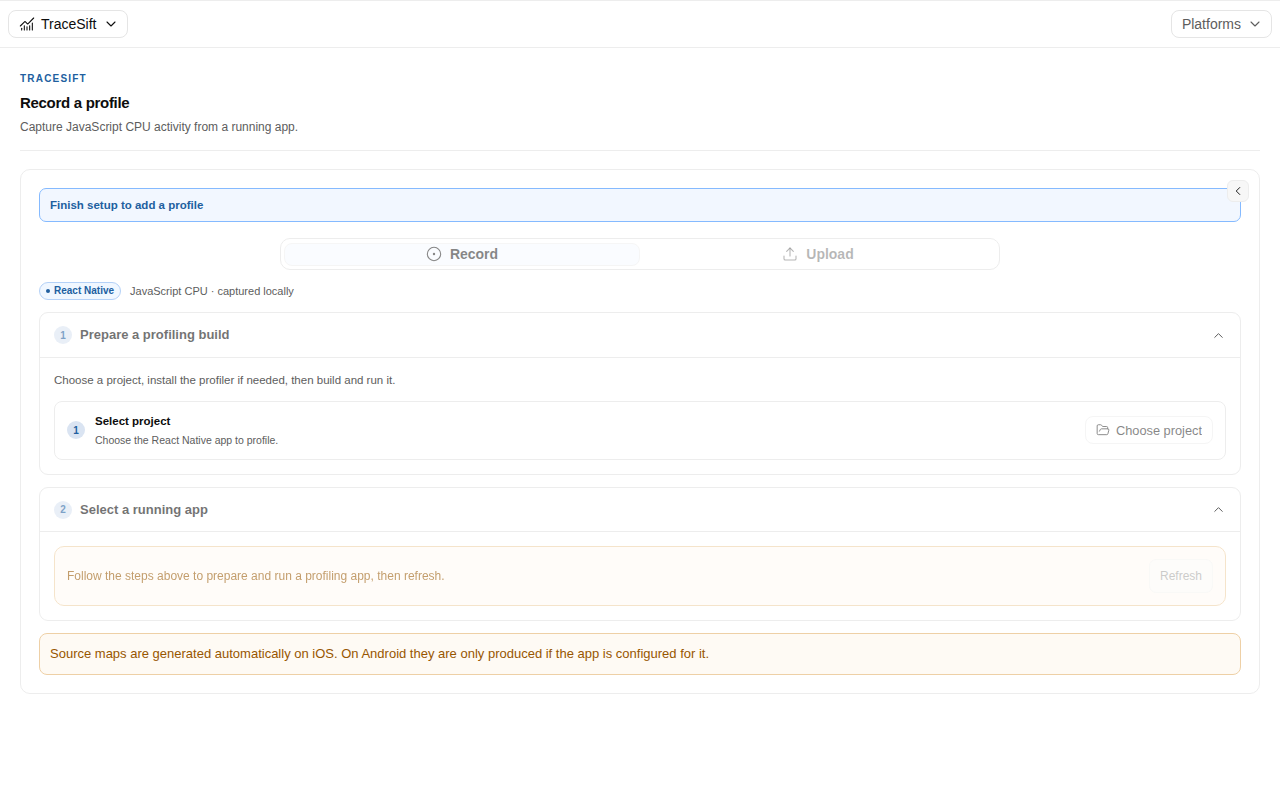 TraceSift
Platforms
TRACESIFT
Record a profile
Capture JavaScript CPU activity from a running app.
Finish setup to add a profile
Record
Upload
React Native
JavaScript CPU · captured locally
1 Prepare a profiling build
Choose a project, install the profiler if needed, then build and run it.
1 Select project
Choose the React Native app to profile.
Choose project
2 Select a running app
Follow the steps above to prepare and run a profiling app, then refresh.
Refresh
Source maps are generated automatically on iOS. On Android they are only produced if the app is configured for it.